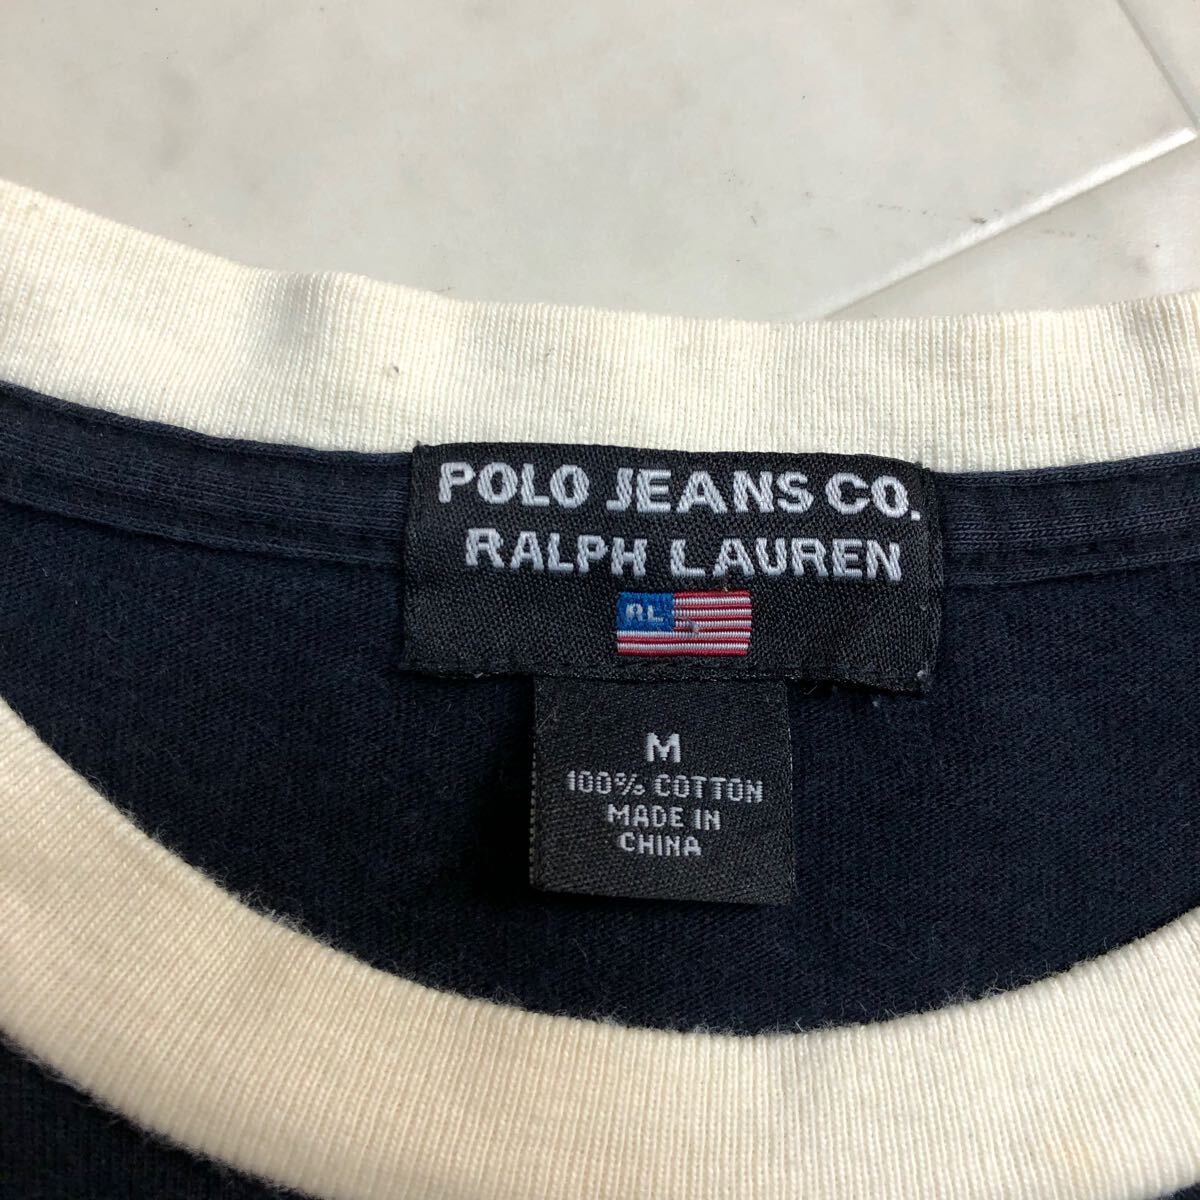 POLO JEANS CO.
RALPH LAUREN
RL
M
100% COTTON
MADE IN
CHINA